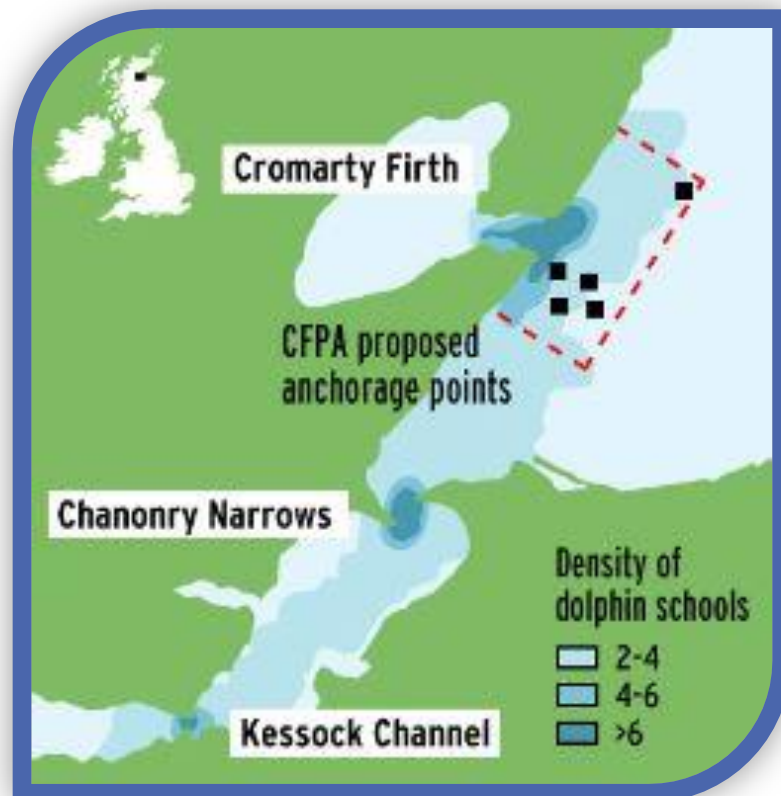 Cromarty Firth
CFPA proposed
anchorage points
Chanonry Narrows
Density of
dolphin schools
2-4
4-6
>6
Kessock Channel